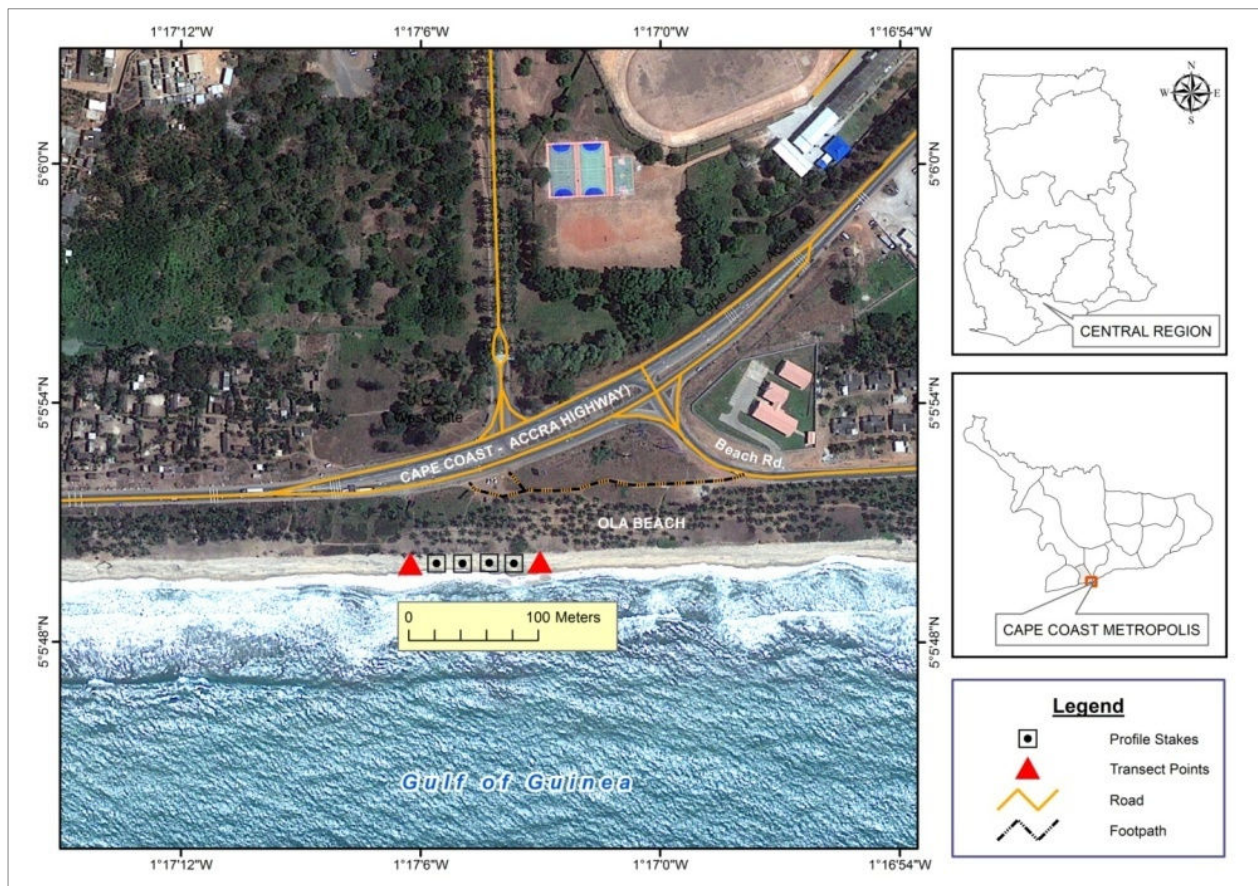 1°17'12"W
1°17'6"W
1°17'0"W
1°16'54"W
5°6'0"N
5°6'0"N
5°5'54"N
5°5'54"N
5°5'48"N
5°5'48"N
Cape Coast - 
CAPE COAST - ACCRA HIGHWAY)
Beach Rd.
OLA BEACH
0 100 Meters
Gulf of Guinea
1°17'12"W
1°17'6"W
1°17'0"W
1°16'54"W
N
W E
S
CENTRAL REGION
CAPE COAST METROPOLIS
Legend
Profile Stakes
Transect Points
Road
Footpath